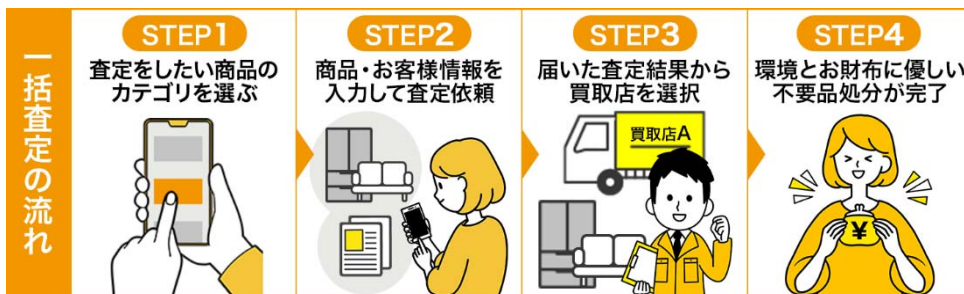 一括査定の流れ
STEP1
査定をしたい商品の
カテゴリを選ぶ
STEP2
商品・お客様情報を
入力して査定依頼
STEP3
届いた査定結果から
買取店を選択
買取店A
STEP4
環境とお財布に優しい
不要品処分が完了
¥